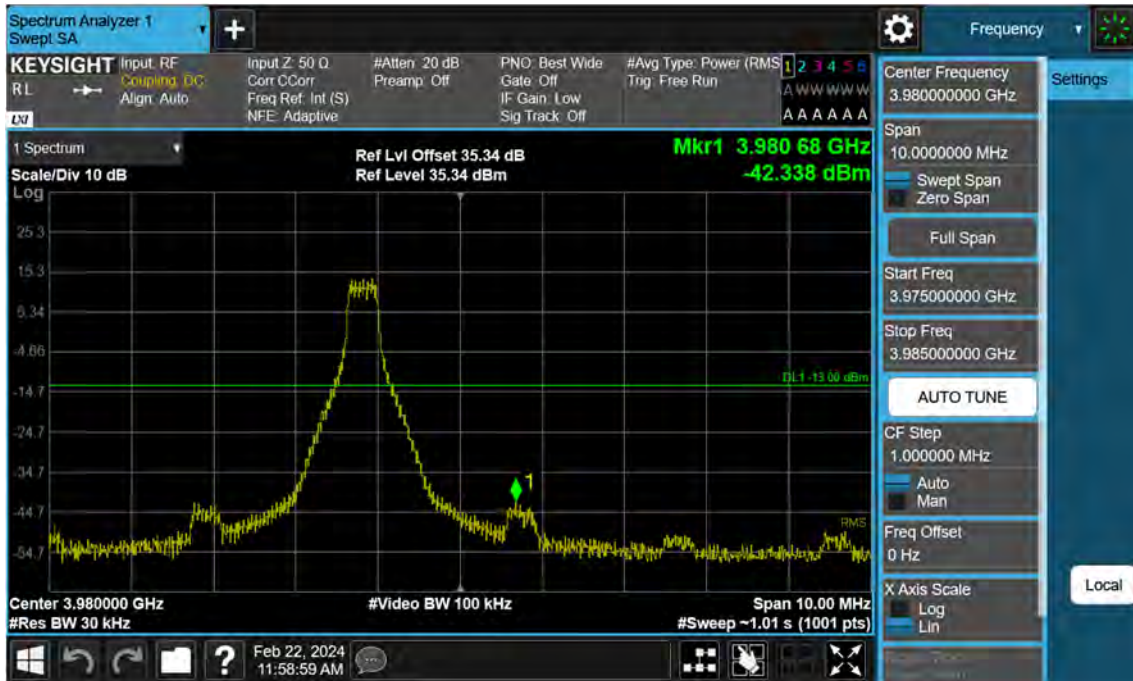 Spectrum Analyzer 1
Swept SA
Frequency
KEYSIGHT
RL
LXI
Input: RF
Coupling: DC
Align: Auto
Input Z: 50 Ω
Corr CCorr
Freq Ref: Int (S)
NFE: Adaptive
#Atten: 20 dB
Preamp: Off
PNO: Best Wide
Gate: Off
IF Gain: Low
Sig Track: Off
#Avg Type: Power (RMS
Trig: Free Run
1 2 3 4 5 6
A W W W W W
A A A A A A
1 Spectrum
Scale/Div 10 dB
Ref Lvl Offset 35.34 dB
Ref Level 35.34 dBm
Mkr1 3.980 68 GHz
-42.338 dBm
Log
25.3
15.3
5.34
-4.66
-14.7
-24.7
-34.7
-44.7
-54.7
DL1 -13.00 dBm
1
RMS
Center 3.980000 GHz
#Res BW 30 kHz
#Video BW 100 kHz
Span 10.00 MHz
#Sweep ~1.01 s (1001 pts)
Feb 22, 2024
11:58:59 AM
Center Frequency
3.980000000 GHz
Settings
Span
10.0000000 MHz
Swept Span
Zero Span
Full Span
Start Freq
3.975000000 GHz
Stop Freq
3.985000000 GHz
AUTO TUNE
CF Step
1.000000 MHz
Auto
Man
Freq Offset
0 Hz
X Axis Scale
Log
Lin
Local